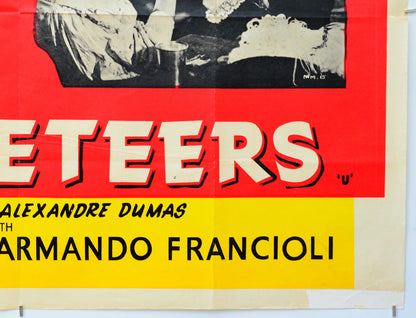 ETEERS
'U'
ALEXANDRE DUMAS
TH
ARMANDO FRANCIOLI